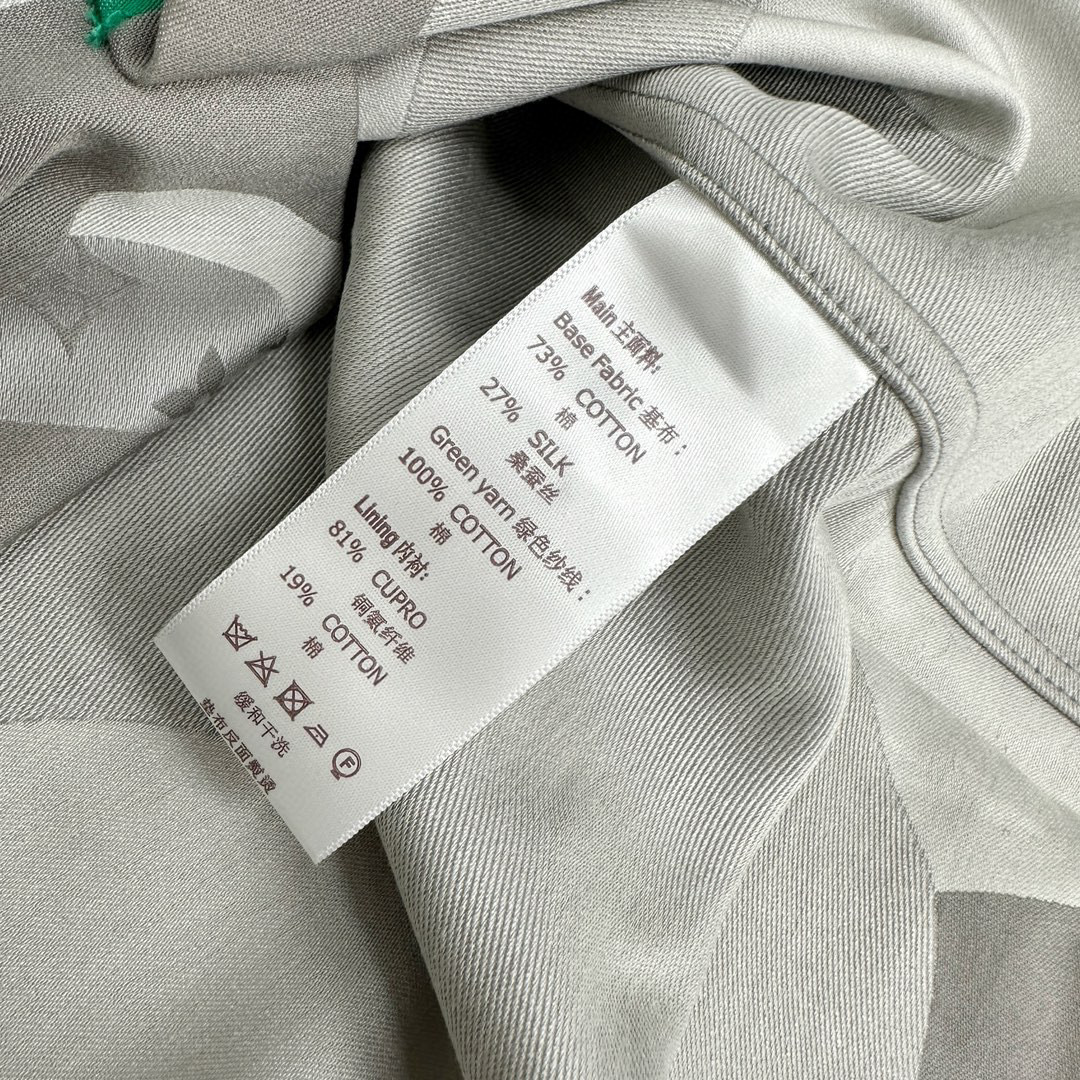 Main 主面料:
Base Fabric 基布：
73% COTTON
棉
27% SILK
桑蚕丝
Green yarn 绿色纱线：
100% COTTON
棉
Lining 内衬:
81% CUPRO
铜氨纤维
19% COTTON
棉
F
缓和干洗
垫布反面熨烫